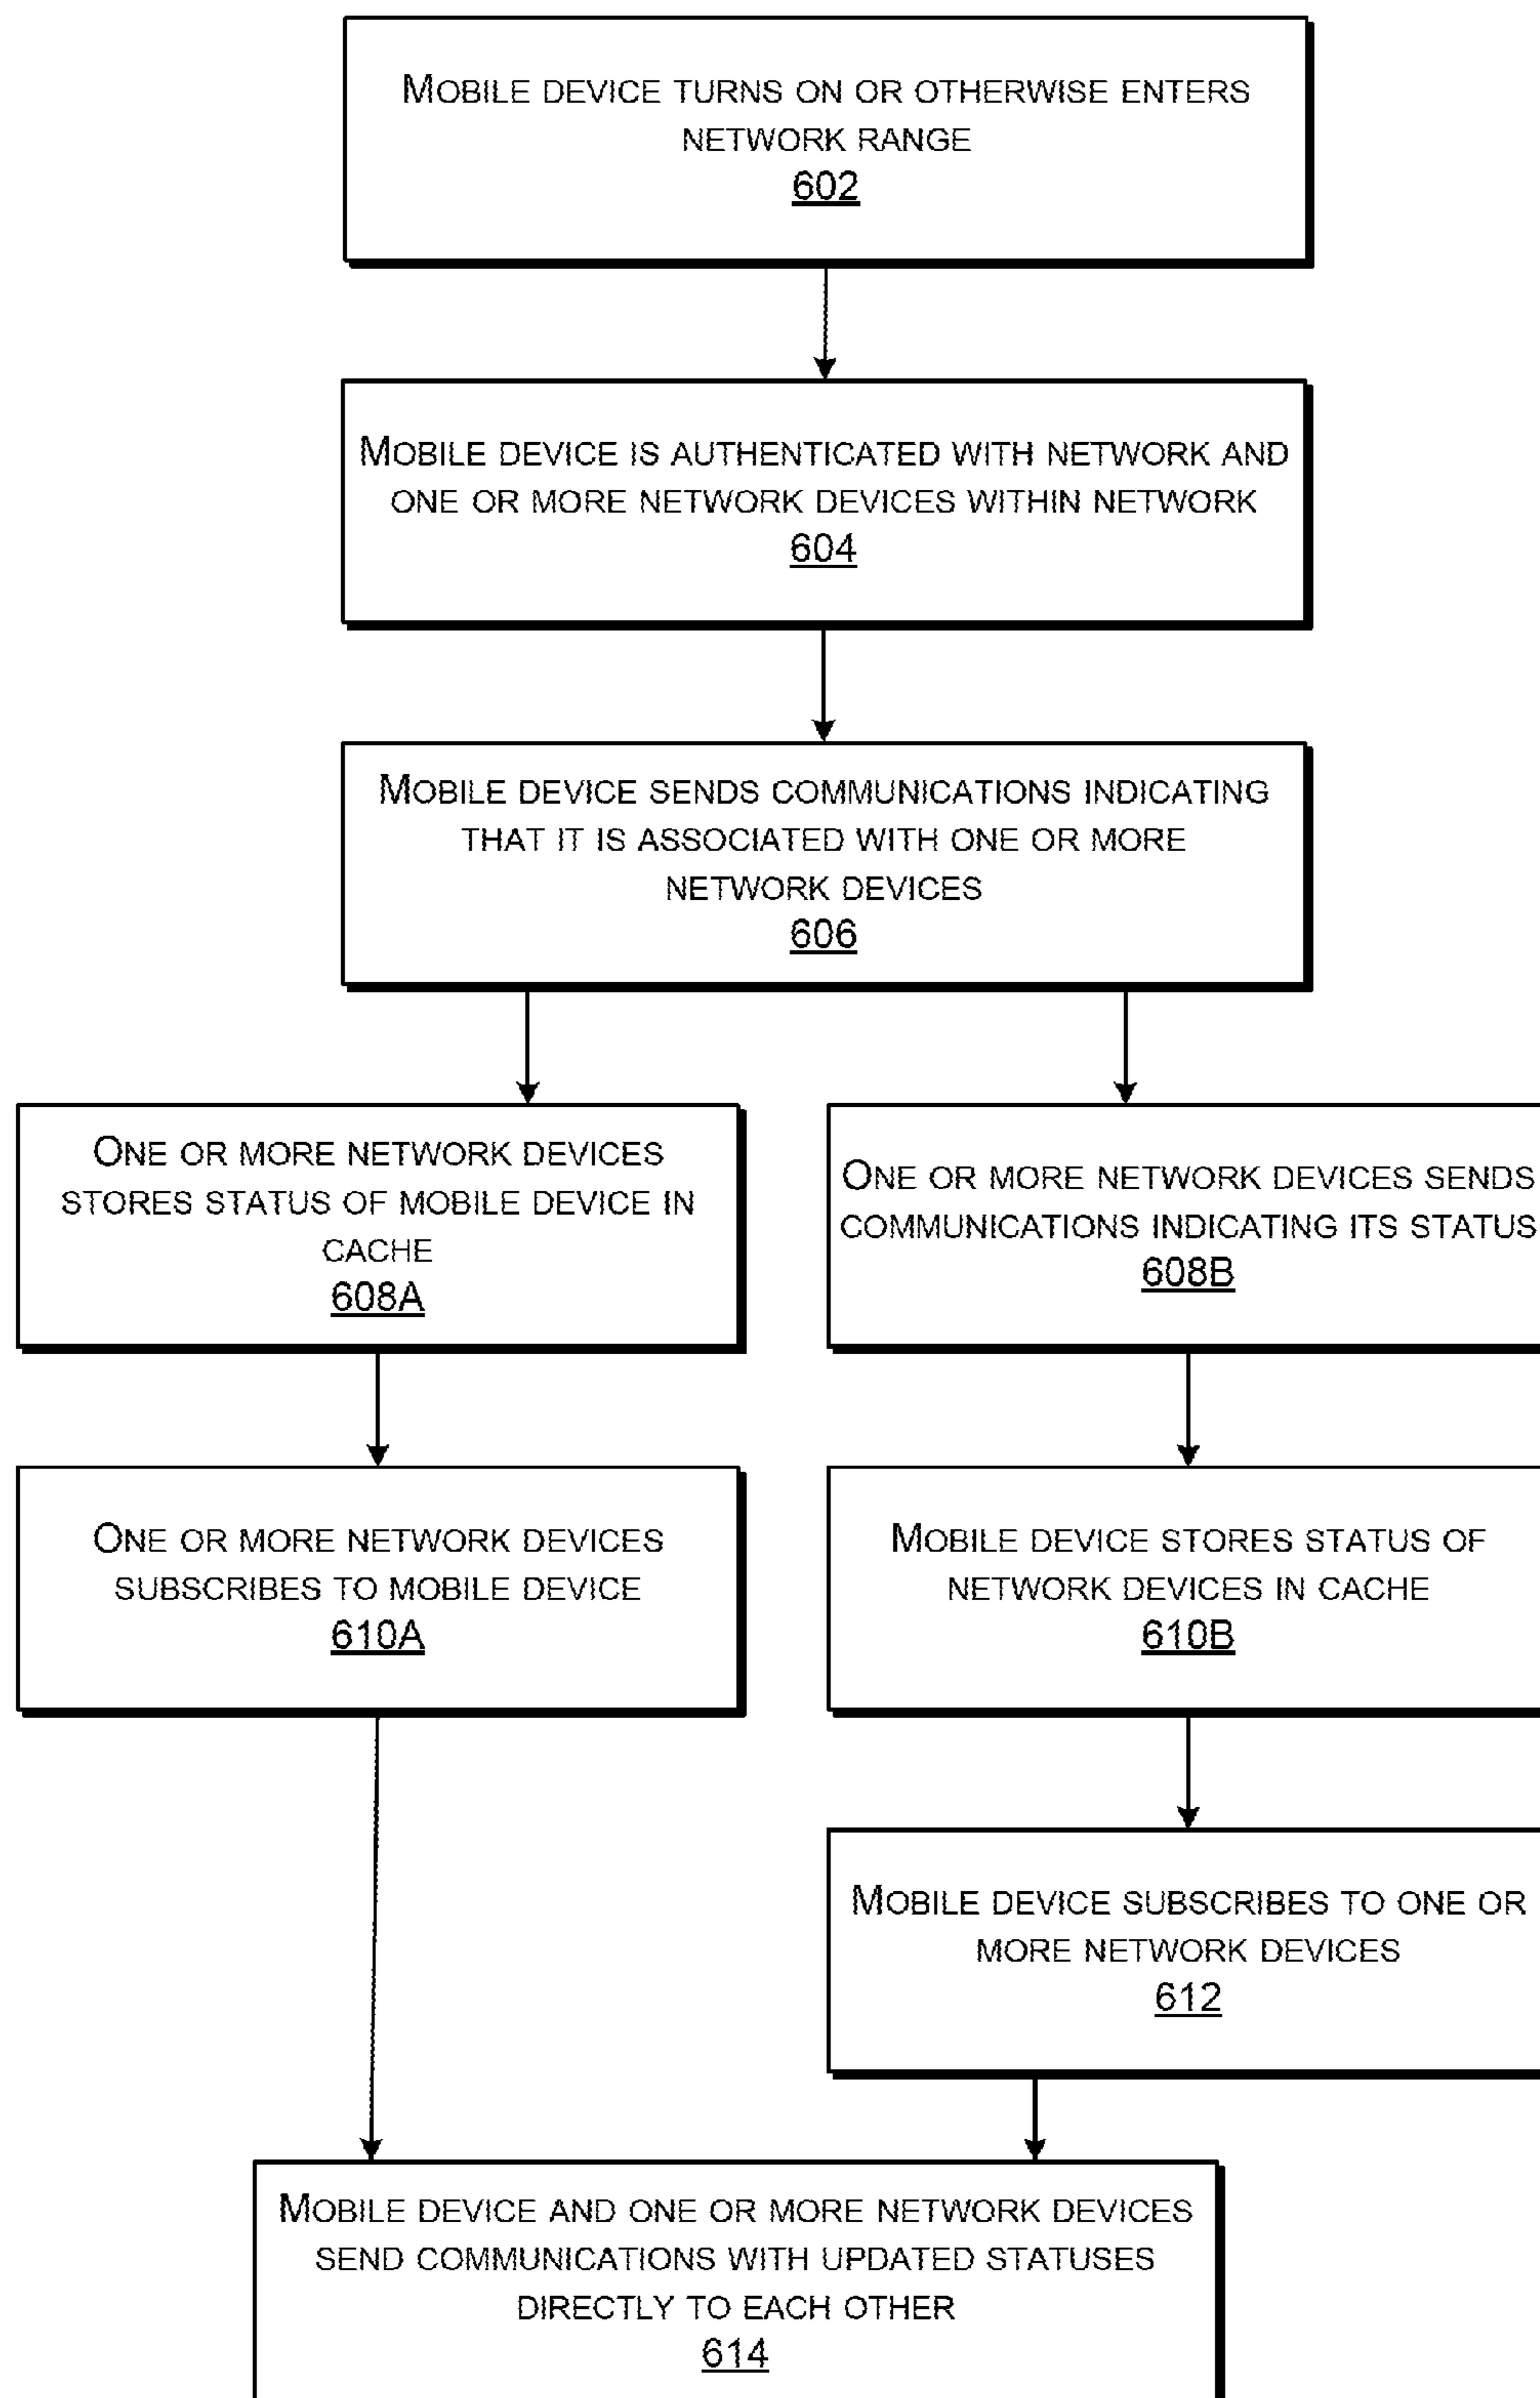 MOBILE DEVICE TURNS ON OR OTHERWISE ENTERS
NETWORK RANGE
602
MOBILE DEVICE IS AUTHENTICATED WITH NETWORK AND
ONE OR MORE NETWORK DEVICES WITHIN NETWORK
604
MOBILE DEVICE SENDS COMMUNICATIONS INDICATING
THAT IT IS ASSOCIATED WITH ONE OR MORE
NETWORK DEVICES
606
ONE OR MORE NETWORK DEVICES
STORES STATUS OF MOBILE DEVICE IN
CACHE
608A
ONE OR MORE NETWORK DEVICES SENDS
COMMUNICATIONS INDICATING ITS STATUS
608B
ONE OR MORE NETWORK DEVICES
SUBSCRIBES TO MOBILE DEVICE
610A
MOBILE DEVICE STORES STATUS OF
NETWORK DEVICES IN CACHE
610B
MOBILE DEVICE SUBSCRIBES TO ONE OR
MORE NETWORK DEVICES
612
MOBILE DEVICE AND ONE OR MORE NETWORK DEVICES
SEND COMMUNICATIONS WITH UPDATED STATUSES
DIRECTLY TO EACH OTHER
614